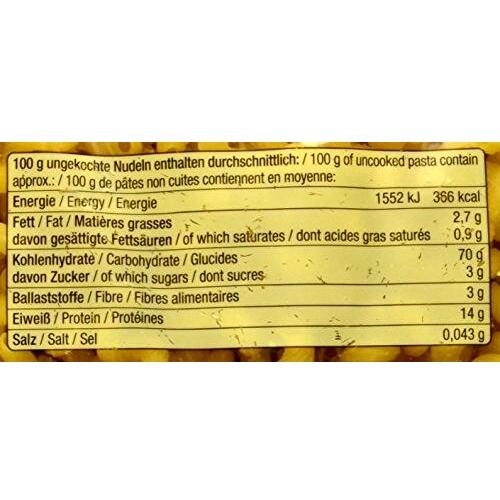 100 g ungekochte Nudeln enthalten durchschnittlich: / 100 g of uncooked pasta contain
approx.: / 100 g de pâtes non cuites contiennent en moyenne:
Energie / Energy / Energie 1552 kJ 366 kcal
Fett / Fat / Matières grasses 2,7 g
davon gesättigte Fettsäuren / of which saturates / dont acides gras saturés 0,9 g
Kohlenhydrate / Carbohydrate / Glucides 70 g
davon Zucker / of which sugars / dont sucres 3 g
Ballaststoffe / Fibre / Fibres alimentaires 3 g
Eiweiß / Protein / Protéines 14 g
Salz / Salt / Sel 0,043 g